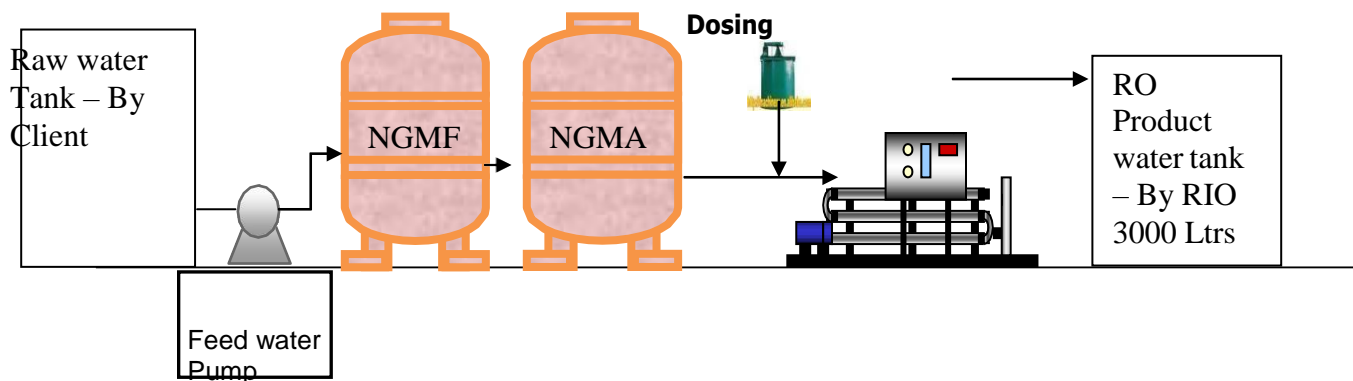 Raw water
Tank – By
Client
NGMF
NGMA
Dosing
RO
Product
water tank
– By RIO
3000 Ltrs
Feed water
Pump